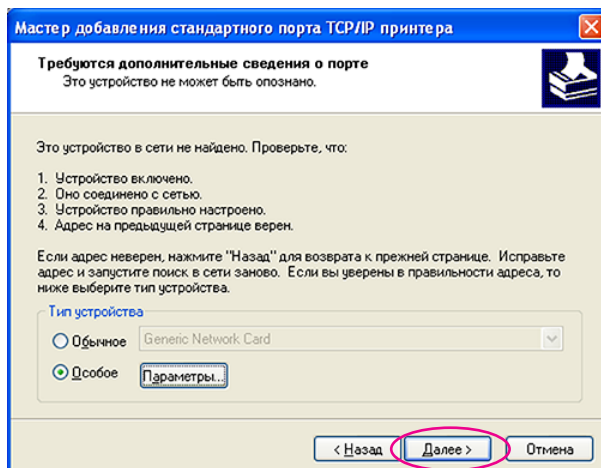 Мастер добавления стандартного порта TCP/IP принтера
Требуются дополнительные сведения о порте
Это устройство не может быть опознано.
Это устройство в сети не найдено. Проверьте, что:
1. Устройство включено.
2. Оно соединено с сетью.
3. Устройство правильно настроено.
4. Адрес на предыдущей странице верен.
Если адрес неверен, нажмите "Назад" для возврата к прежней странице. Исправьте
адрес и запустите поиск в сети заново. Если вы уверены в правильности адреса, то
ниже выберите тип устройства.
Тип устройства
Обычное Generic Network Card
Особое Параметры...
< Назад Далее > Отмена